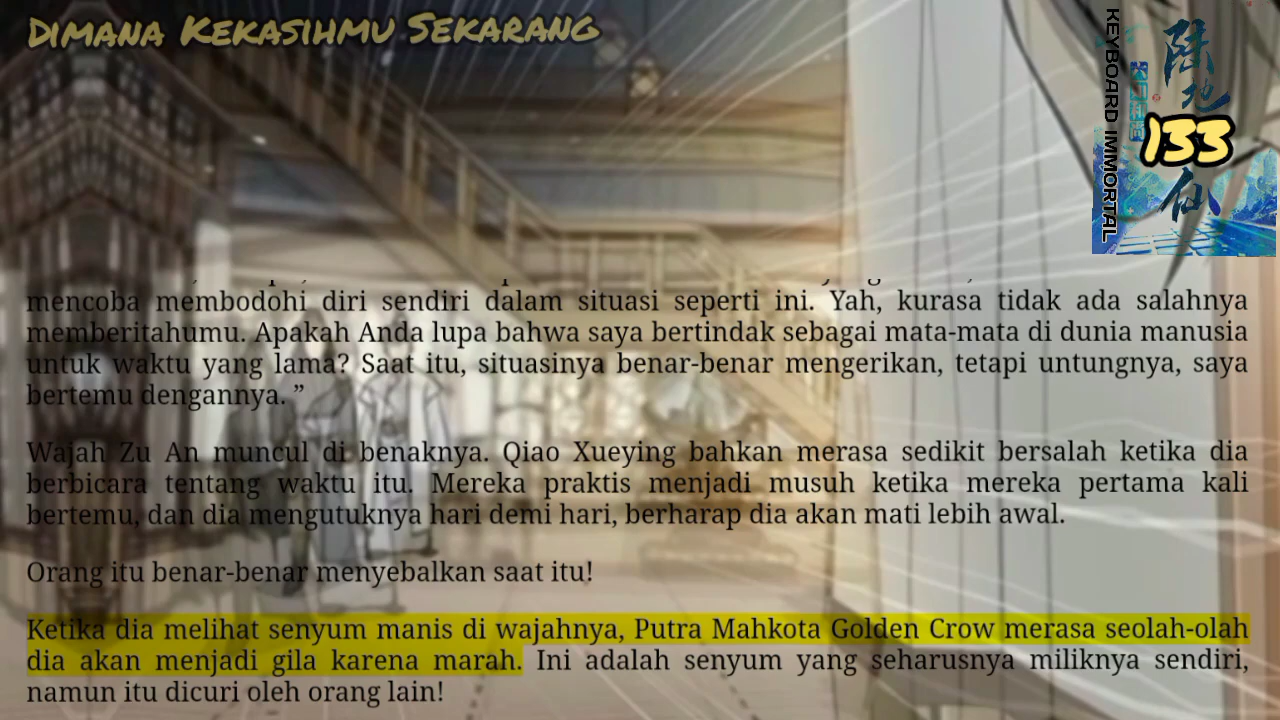 DIMANA KEKASIHMU SEKARANG
KEYBOARD IMMORTAL
133
陆地
仙
mencoba membodohi diri sendiri dalam situasi seperti ini. Yah, kurasa tidak ada salahnya
memberitahumu. Apakah Anda lupa bahwa saya bertindak sebagai mata-mata di dunia manusia
untuk waktu yang lama? Saat itu, situasinya benar-benar mengerikan, tetapi untungnya, saya
bertemu dengannya. ”
Wajah Zu An muncul di benaknya. Qiao Xueying bahkan merasa sedikit bersalah ketika dia
berbicara tentang waktu itu. Mereka praktis menjadi musuh ketika mereka pertama kali
bertemu, dan dia mengutuknya hari demi hari, berharap dia akan mati lebih awal.
Orang itu benar-benar menyebalkan saat itu!
Ketika dia melihat senyum manis di wajahnya, Putra Mahkota Golden Crow merasa seolah-olah
dia akan menjadi gila karena marah. Ini adalah senyum yang seharusnya miliknya sendiri,
namun itu dicuri oleh orang lain!